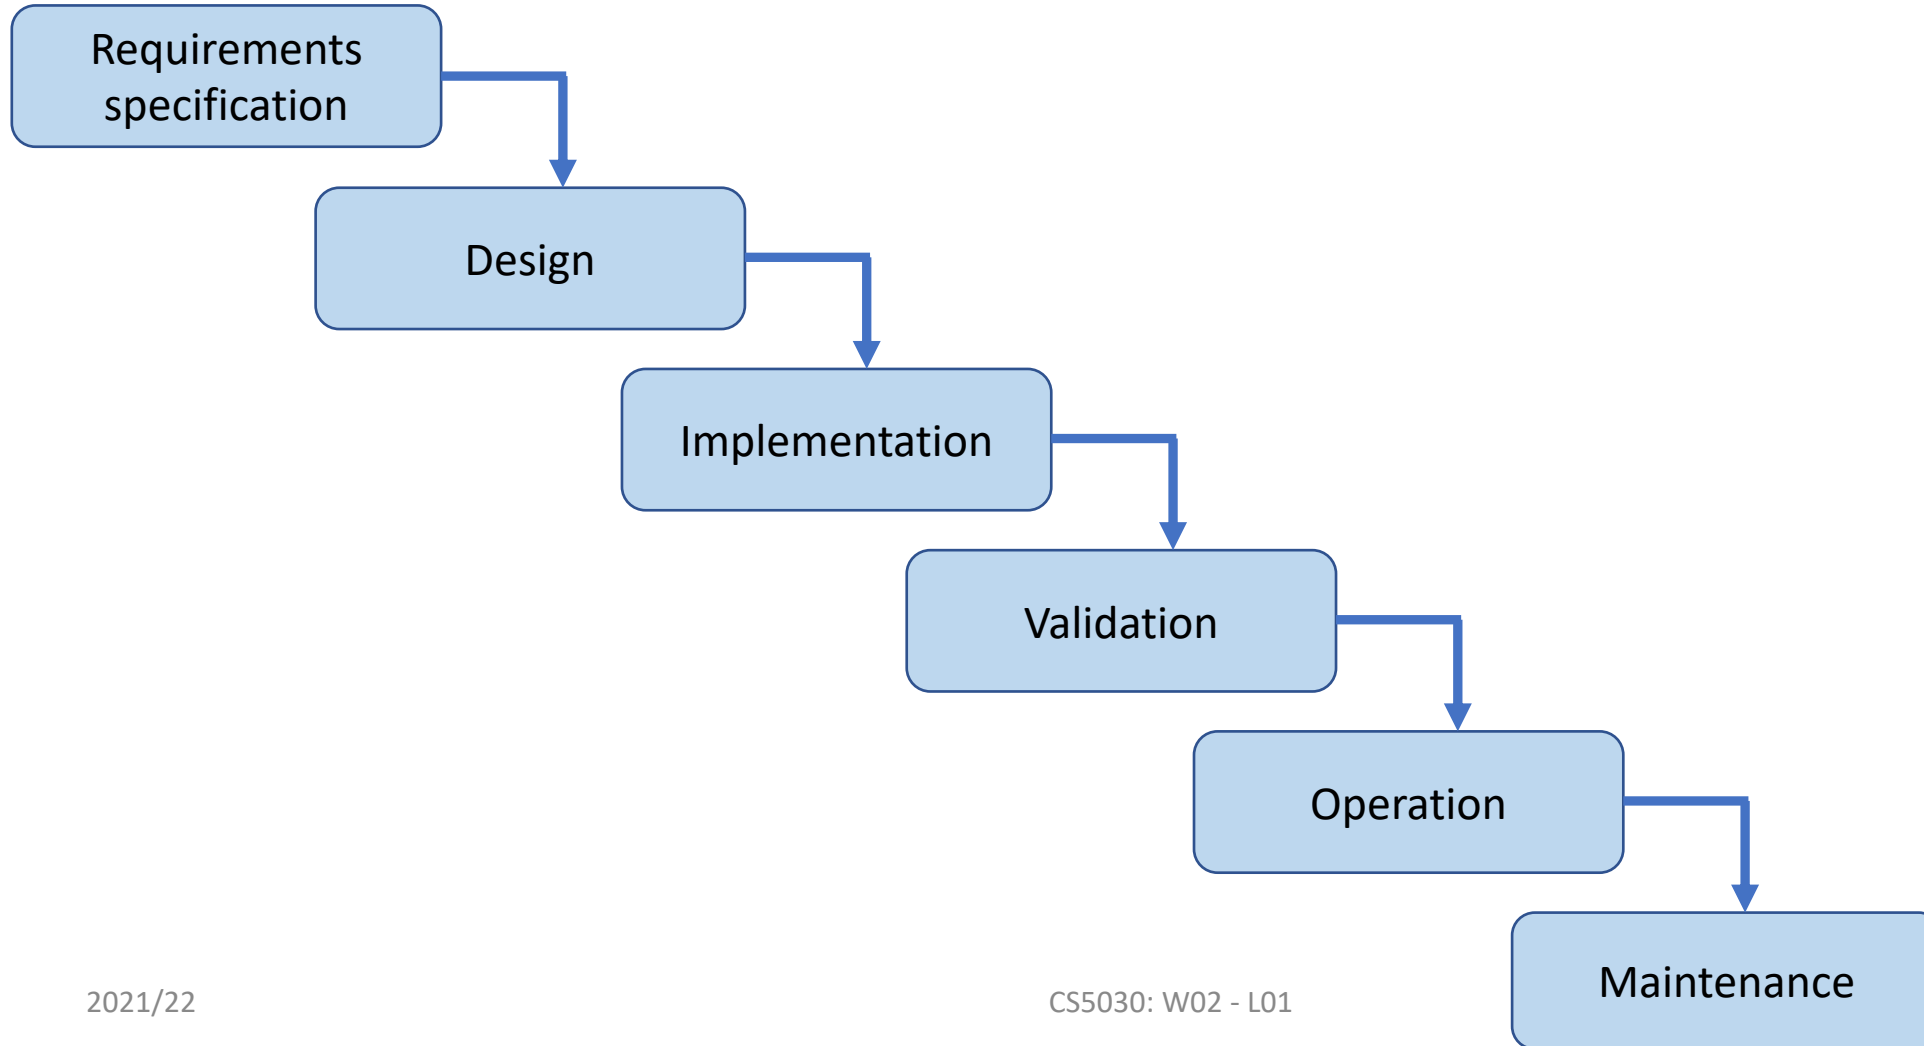 Requirements
specification
Design
Implementation
Validation
Operation
Maintenance
2021/22
CS5030: W02 - L01